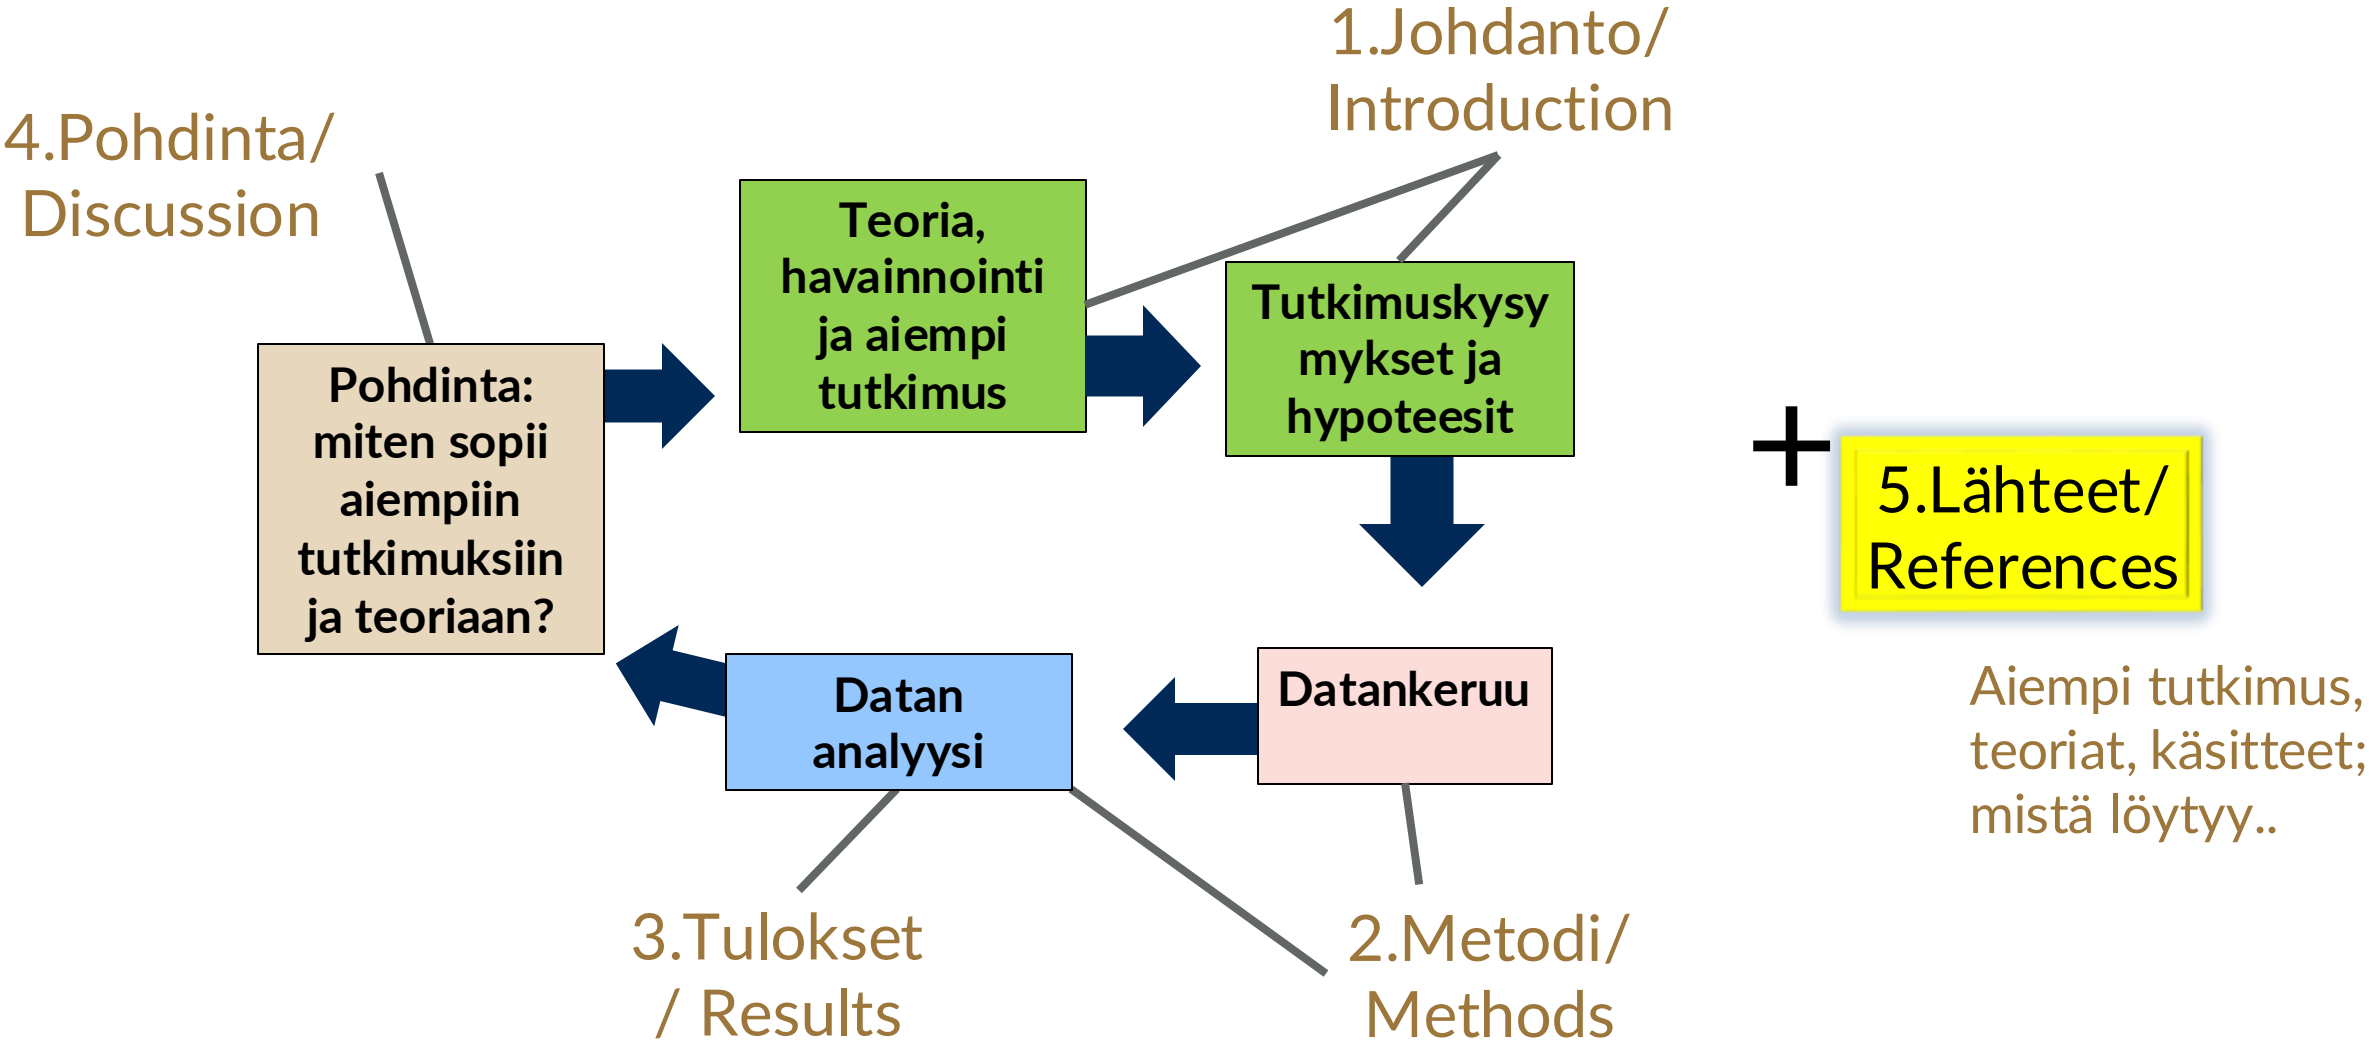 1.Johdanto/
Introduction
4.Pohdinta/
Discussion
Teoria,
havainnointi
ja aiempi
tutkimus
Tutkimuskysy
mykset ja
hypoteesit
Pohdinta:
miten sopii
aiempiin
tutkimuksiin
ja teoriaan?
+
5.Lähteet/
References
Datan
analyysi
Datankeruu
Aiempi tutkimus,
teoriat, käsitteet;
mistä löytyy..
3.Tulokset
/ Results
2.Metodi/
Methods